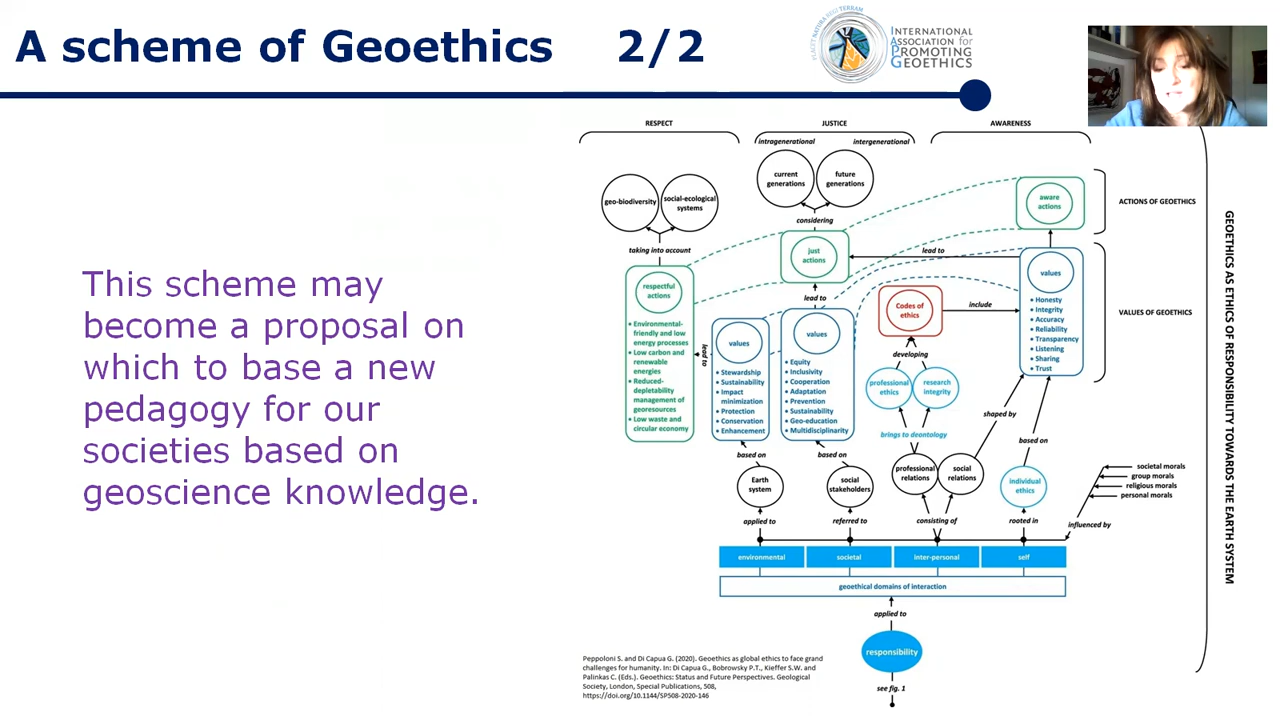 A scheme of Geoethics 2/2
PLACET NATURA REGI TERRAM
INTERNATIONAL
ASSOCIATION for
PROMOTING
GEOETHICS
This scheme may
become a proposal on
which to base a new
pedagogy for our
societies based on
geoscience knowledge.
RESPECT
JUSTICE
AWARENESS
intragenerational
intergenerational
current
generations
future
generations
geo-biodiversity
social-ecological
systems
considering
taking into account
aware
actions
ACTIONS OF GEOETHICS
just
actions
lead to
respectful
actions
• Environmental-
friendly and low
energy processes
• Low carbon and
renewable
energies
• Reduced-
depletability
management of
georesources
• Low waste and
circular economy
lead to
values
• Stewardship
• Sustainability
• Impact
minimization
• Protection
• Conservation
• Enhancement
lead to
values
• Equity
• Inclusivity
• Cooperation
• Adaptation
• Prevention
• Sustainability
• Geo-education
• Multidisciplinarity
Codes of
ethics
include
values
• Honesty
• Integrity
• Accuracy
• Reliability
• Transparency
• Listening
• Sharing
• Trust
VALUES OF GEOETHICS
developing
professional
ethics
research
integrity
brings to deontology
shaped by
based on
based on
based on
Earth
system
social
stakeholders
professional
relations
social
relations
individual
ethics
societal morals
group morals
religious morals
personal morals
applied to
referred to
consisting of
rooted in
influenced by
environmental
societal
inter-personal
self
geoethical domains of interaction
applied to
responsibility
see fig. 1
GEOETHICS AS ETHICS OF RESPONSIBILITY TOWARDS THE EARTH SYSTEM
Peppoloni S. and Di Capua G. (2020). Geoethics as global ethics to face grand
challenges for humanity. In: Di Capua G., Bobrowsky P.T., Kieffer S.W. and
Palinkas C. (Eds.). Geoethics: Status and Future Perspectives. Geological
Society, London, Special Publications, 508,
https://doi.org/10.1144/SP508-2020-146